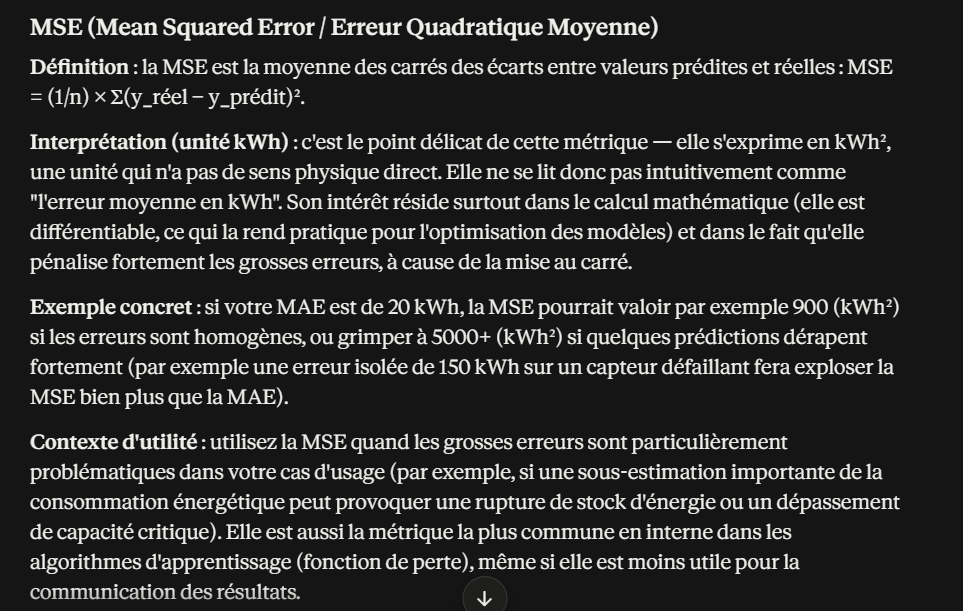 MSE (Mean Squared Error / Erreur Quadratique Moyenne)
Définition : la MSE est la moyenne des carrés des écarts entre valeurs prédites et réelles : MSE
= (1/n) × Σ(y_réel − y_prédit)².
Interprétation (unité kWh) : c'est le point délicat de cette métrique — elle s'exprime en kWh²,
une unité qui n'a pas de sens physique direct. Elle ne se lit donc pas intuitivement comme
"l'erreur moyenne en kWh". Son intérêt réside surtout dans le calcul mathématique (elle est
différentiable, ce qui la rend pratique pour l'optimisation des modèles) et dans le fait qu'elle
pénalise fortement les grosses erreurs, à cause de la mise au carré.
Exemple concret : si votre MAE est de 20 kWh, la MSE pourrait valoir par exemple 900 (kWh²)
si les erreurs sont homogènes, ou grimper à 5000+ (kWh²) si quelques prédictions dérapent
fortement (par exemple une erreur isolée de 150 kWh sur un capteur défaillant fera exploser la
MSE bien plus que la MAE).
Contexte d'utilité : utilisez la MSE quand les grosses erreurs sont particulièrement
problématiques dans votre cas d'usage (par exemple, si une sous-estimation importante de la
consommation énergétique peut provoquer une rupture de stock d'énergie ou un dépassement
de capacité critique). Elle est aussi la métrique la plus commune en interne dans les
algorithmes d'apprentissage (fonction de perte), même si elle est moins utile pour la
communication des résultats.